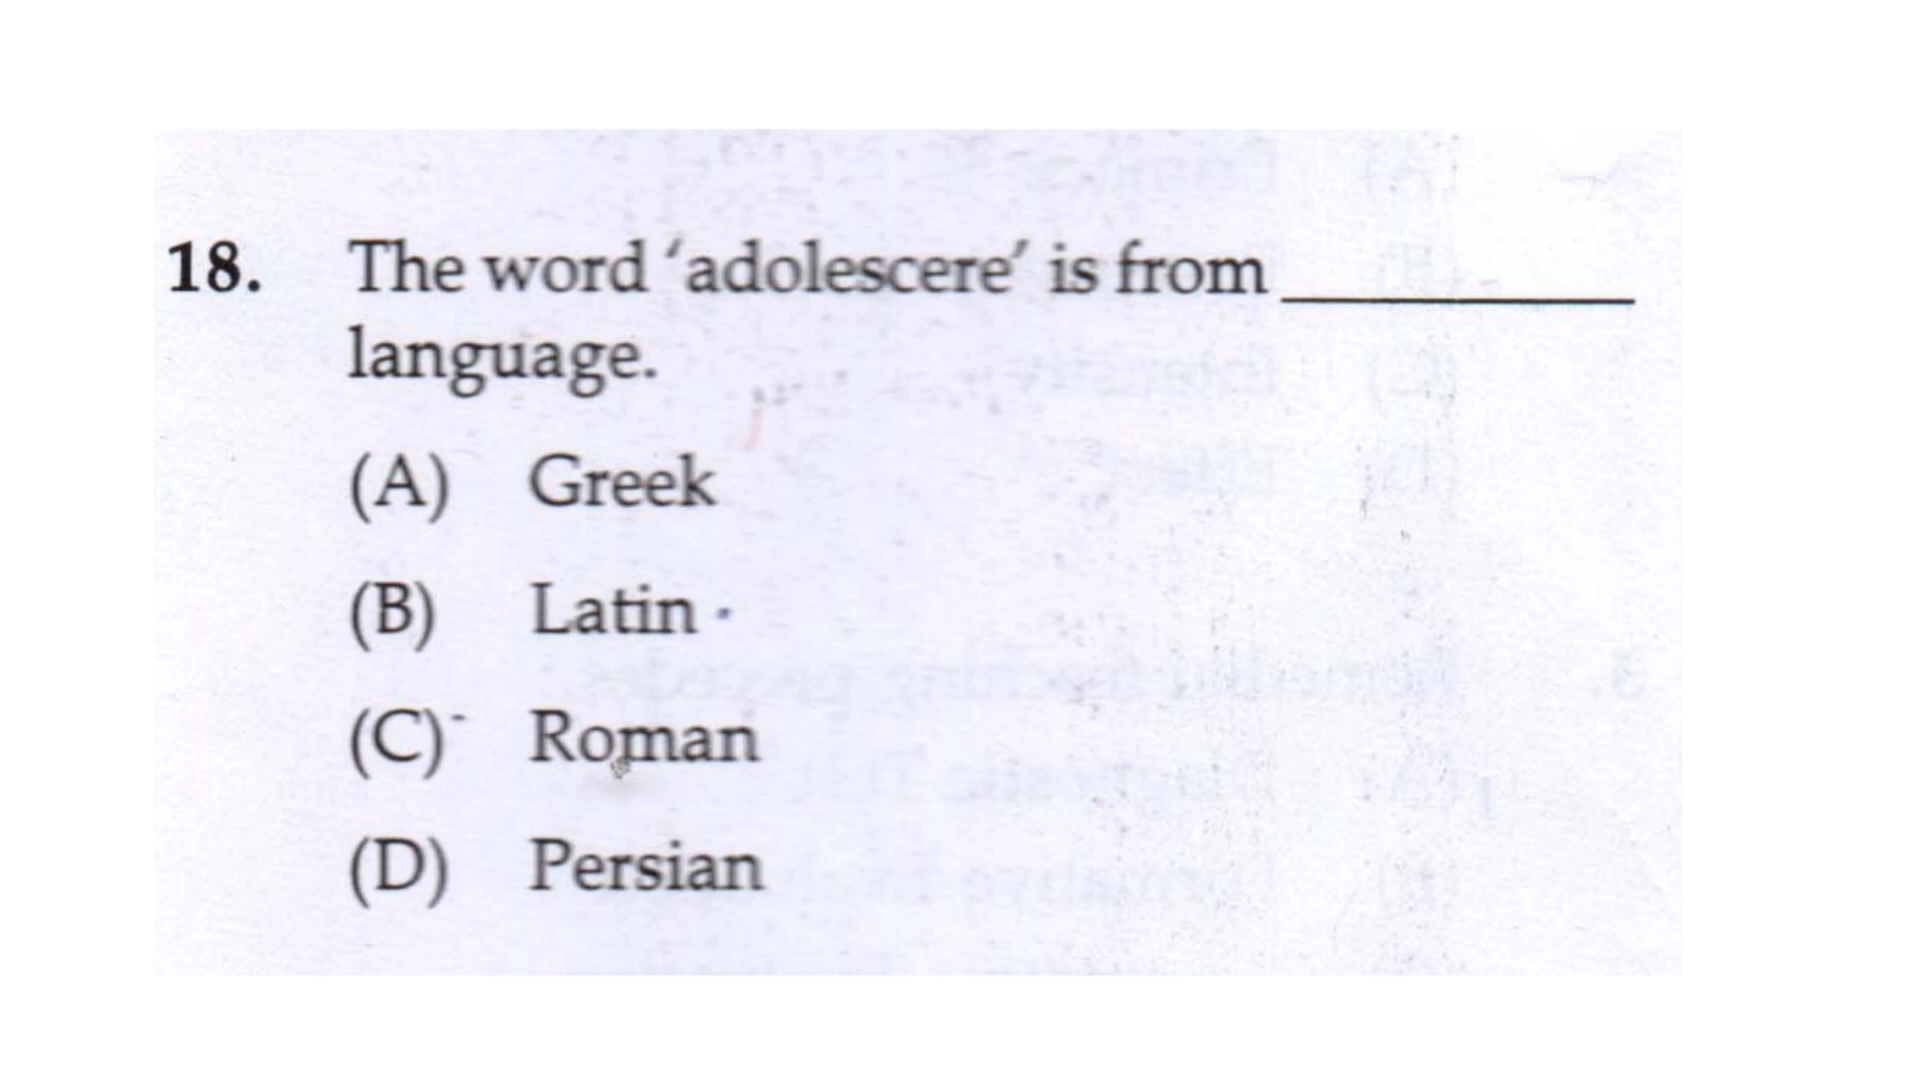 18. The word ‘adolescere’ is from __________
language.
(A) Greek
(B) Latin
(C) Roman
(D) Persian